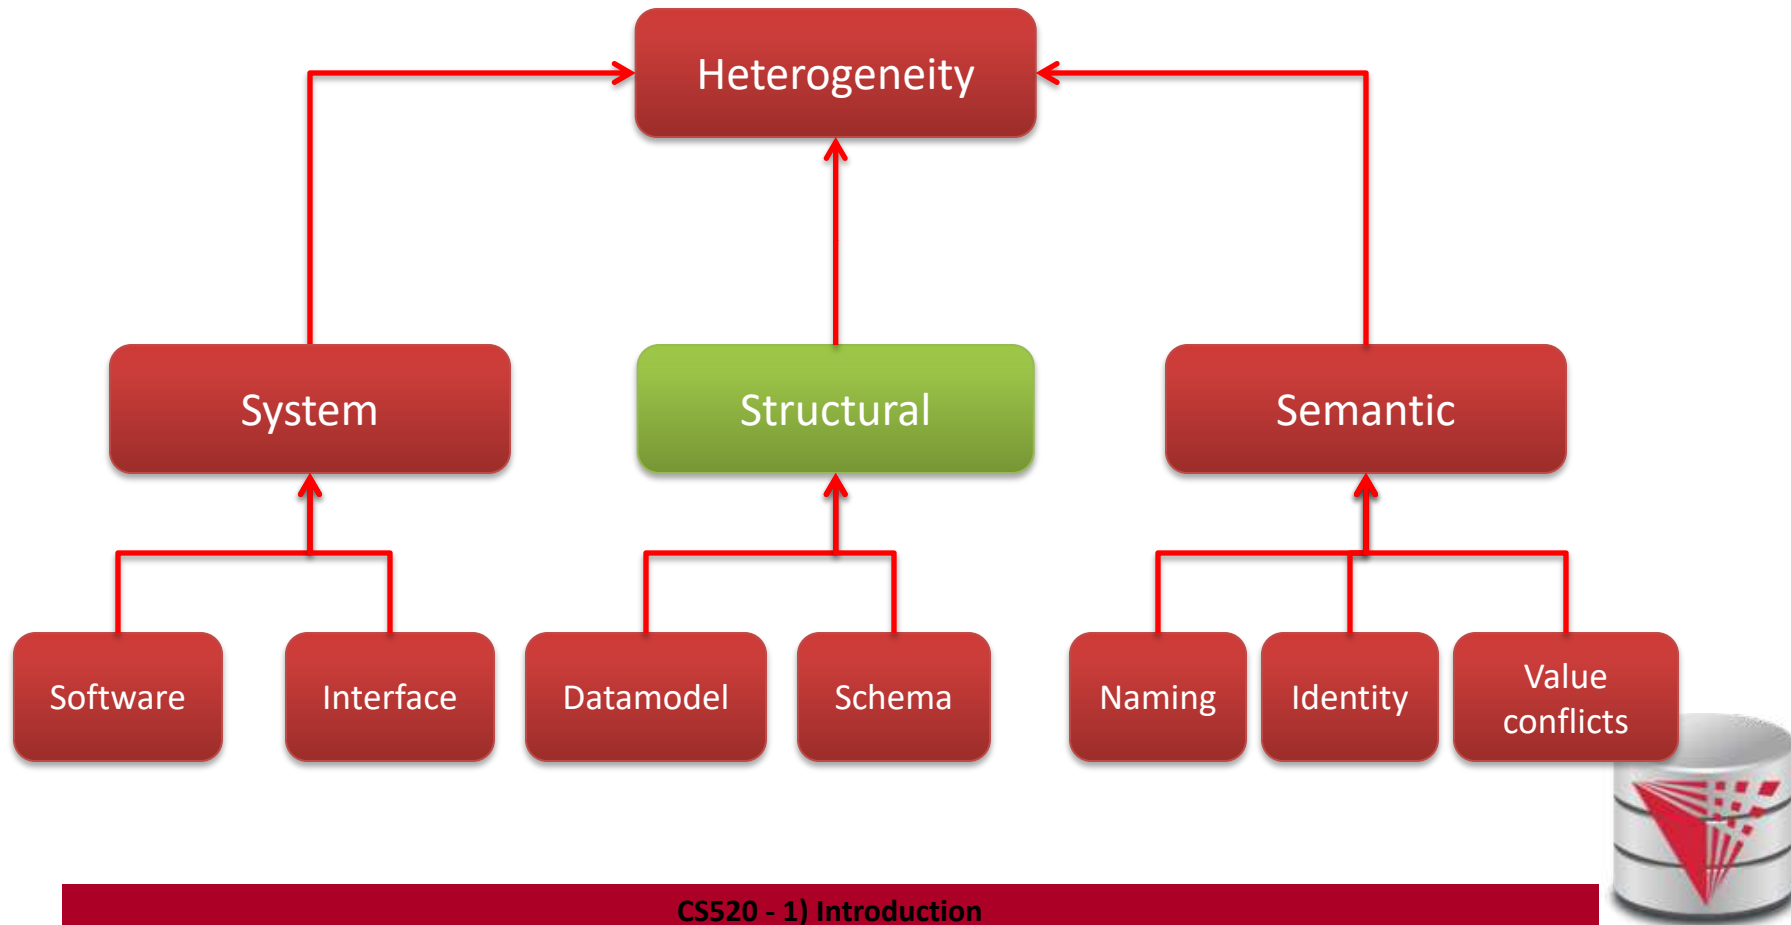 Heterogeneity
System
Structural
Semantic
Software
Interface
Datamodel
Schema
Naming
Identity
Value
conflicts
CS520 - 1) Introduction